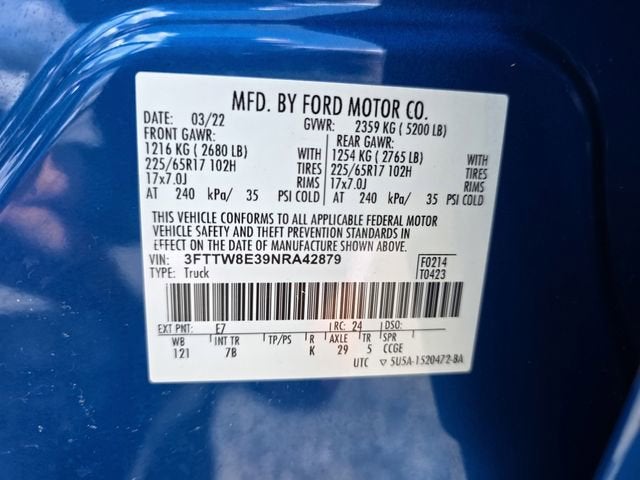 MFD. BY FORD MOTOR CO.
DATE: 03/22 GVWR: 2359 KG ( 5200 LB)
FRONT GAWR: REAR GAWR:
1216 KG ( 2680 LB) WITH 1254 KG ( 2765 LB) WITH
225/65R17 102H TIRES 225/65R17 102H TIRES
17x7.0J RIMS 17x7.0J RIMS
AT 240 kPa/ 35 PSI COLD AT 240 kPa/ 35 PSI COLD
THIS VEHICLE CONFORMS TO ALL APPLICABLE FEDERAL MOTOR
VEHICLE SAFETY AND THEFT PREVENTION STANDARDS IN
EFFECT ON THE DATE OF MANUFACTURE SHOWN ABOVE.
VIN: 3FTTW8E39NRA42879 F0214
TYPE: Truck T0423
EXT PNT: E7 RC: 24 DSO:
WB INT TR TP/PS R AXLE TR SPR
121 7B K 29 5 CCGE
UTC ▽ 5U5A-1520472-BA